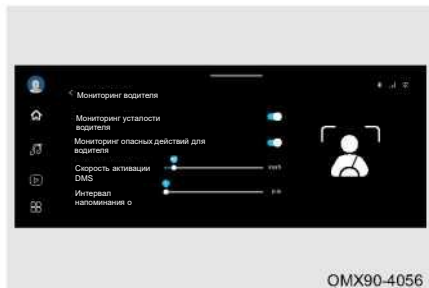 < Мониторинг водителя
Мониторинг усталости
водителя
Мониторинг опасных действий для
водителя
Скорость активации
DMS
Интервал
напоминания о
OMX90-4056